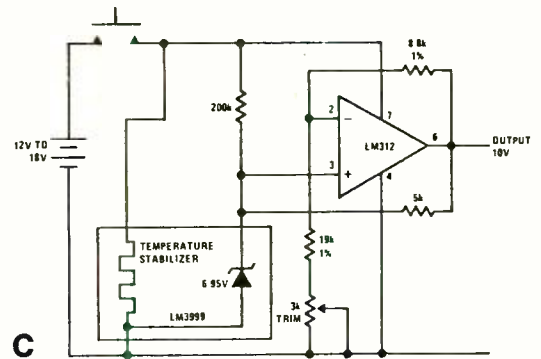 8.8k
1%
200k
2
7
LM312
6
OUTPUT
10V
12V TO
18V
3
4
5k
TEMPERATURE
STABILIZER
19k
1%
6.95V
3k
TRIM
LM3999
C